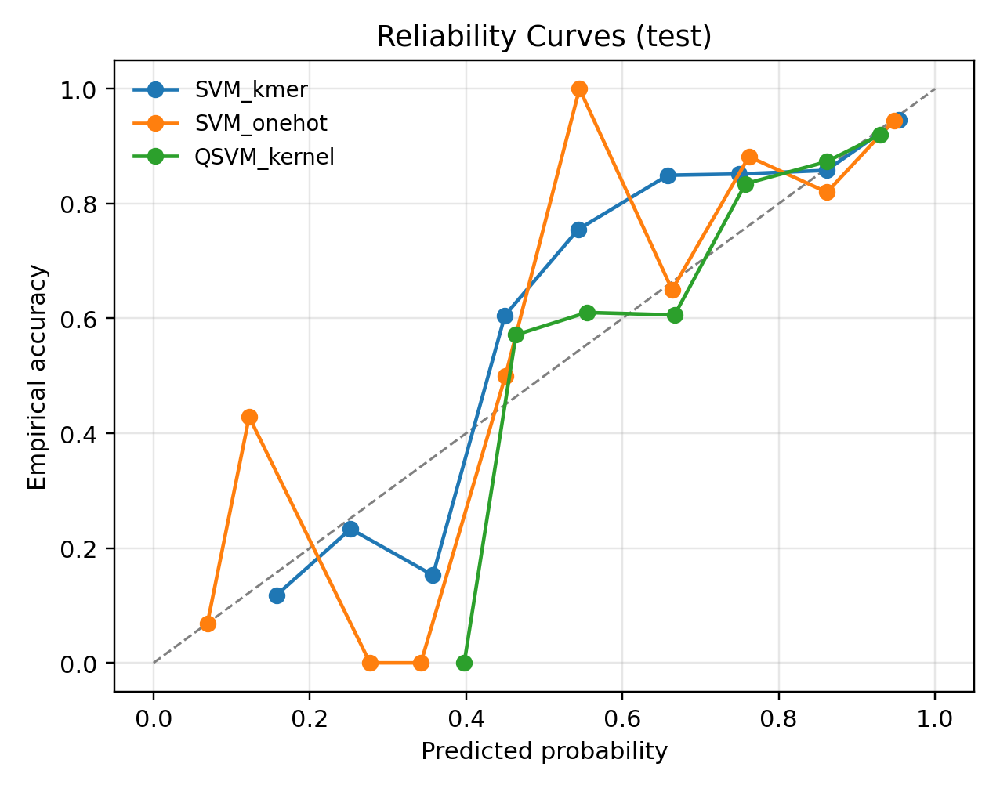 Reliability Curves (test)
SVM_kmer
SVM_onehot
QSVM_kernel
1.0
0.8
0.6
0.4
0.2
0.0
Empirical accuracy
0.0 0.2 0.4 0.6 0.8 1.0
Predicted probability